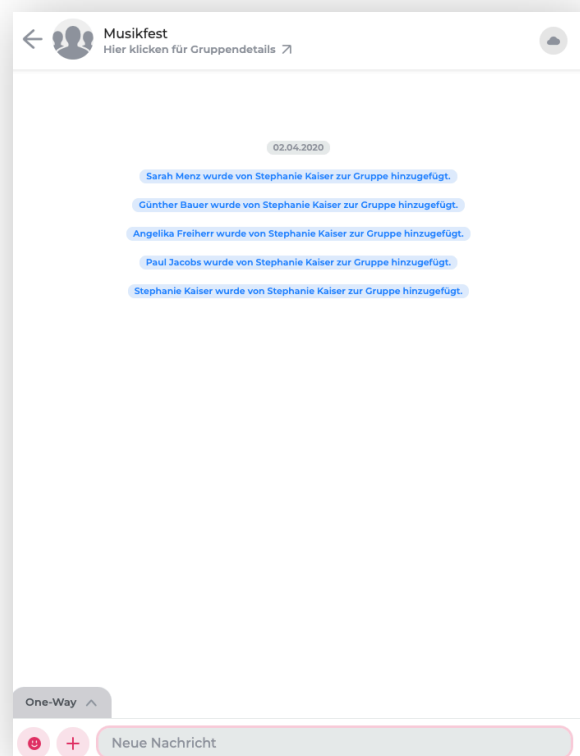 Musikfest
Hier klicken für Gruppendetails
02.04.2020
Sarah Menz wurde von Stephanie Kaiser zur Gruppe hinzugefügt.
Günther Bauer wurde von Stephanie Kaiser zur Gruppe hinzugefügt.
Angelika Freiherr wurde von Stephanie Kaiser zur Gruppe hinzugefügt.
Paul Jacobs wurde von Stephanie Kaiser zur Gruppe hinzugefügt.
Stephanie Kaiser wurde von Stephanie Kaiser zur Gruppe hinzugefügt.
One-Way
Neue Nachricht